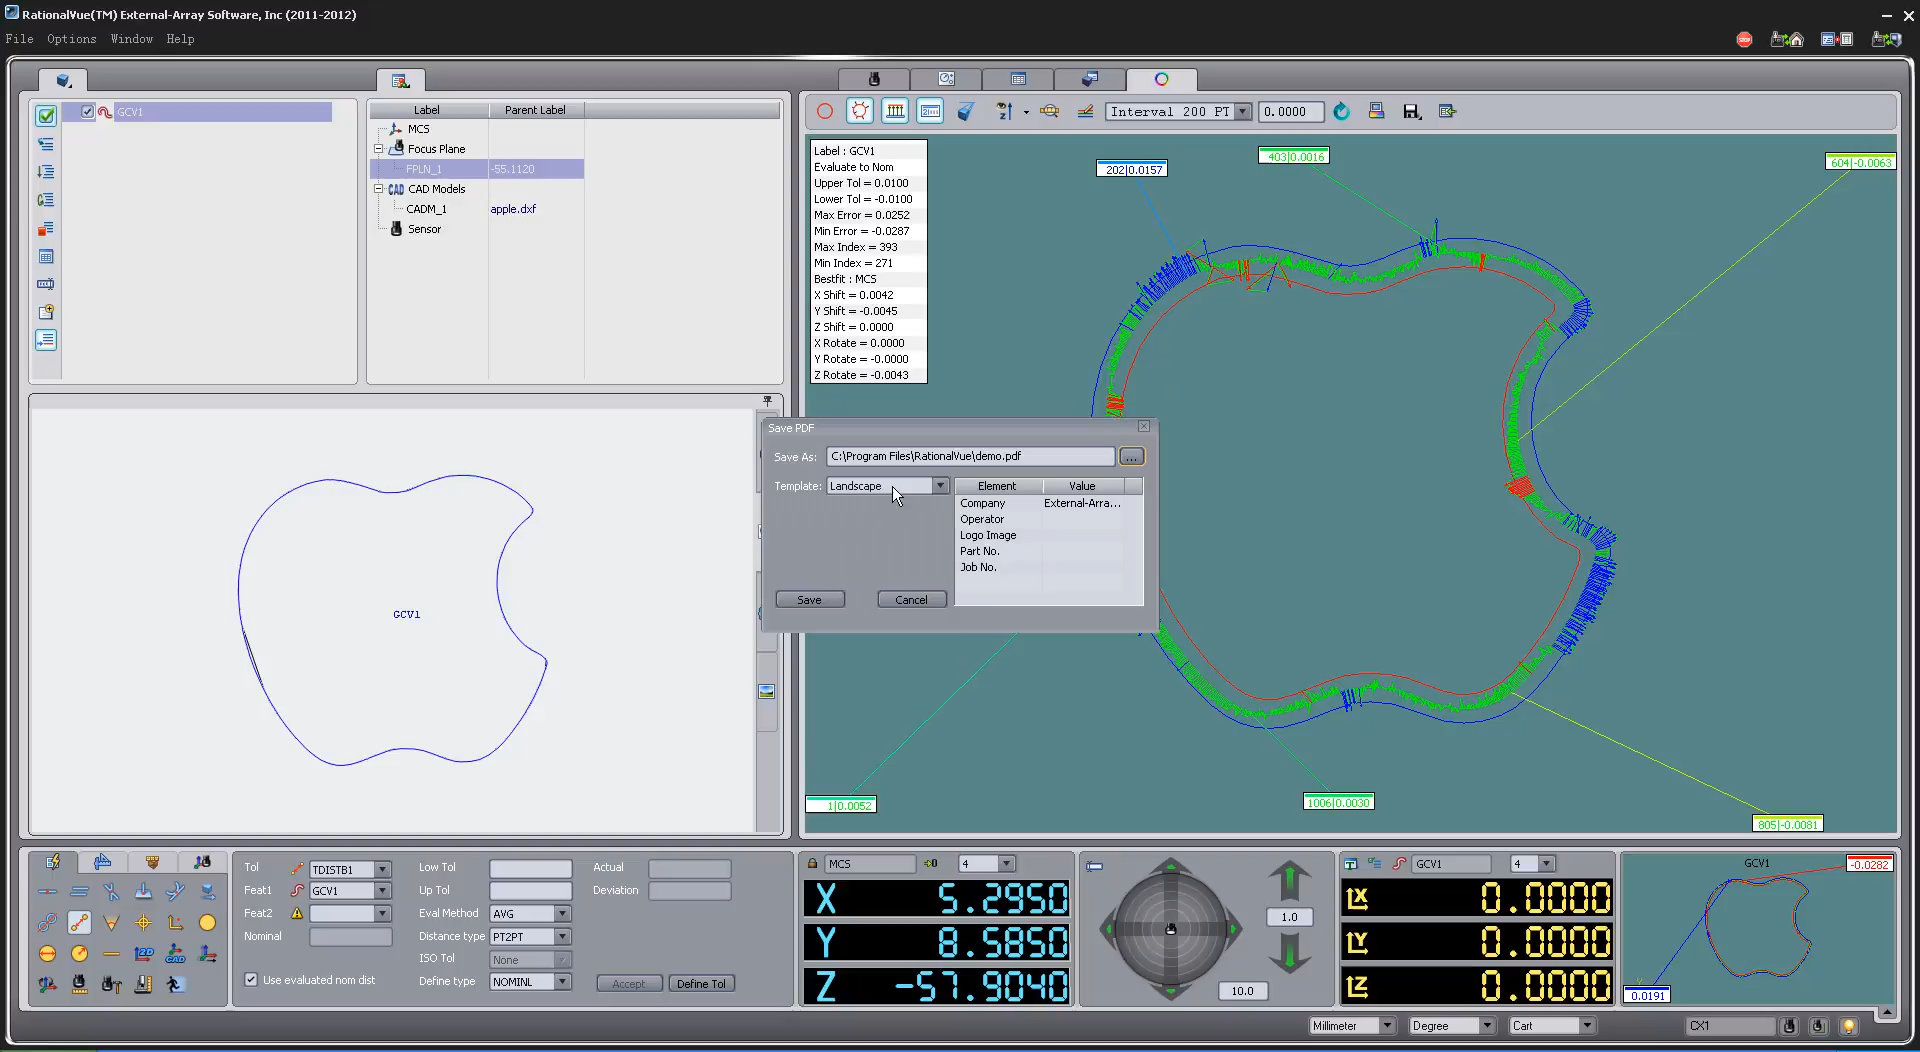 RationalVue(TM) External-Array Software, Inc (2011-2012)
File Options Window Help
STOP
GCV1
Label Parent Label
MCS
Focus Plane
FPLN_1 -55.1120
CAD Models
CADM_1 apple.dxf
Sensor
GCV1
Interval 200 PT 0.0000
Label : GCV1
Evaluate to Nom
Upper Tol = 0.0100
Lower Tol = -0.0100
Max Error = 0.0252
Min Error = -0.0287
Max Index = 393
Min Index = 271
Bestfit : MCS
X Shift = 0.0042
Y Shift = -0.0045
Z Shift = 0.0000
X Rotate = 0.0000
Y Rotate = -0.0000
Z Rotate = -0.0043
202|0.0157
403|0.0016
604|-0.0063
1|0.0052
1006|0.0030
805|-0.0081
Save PDF
Save As: C:\Program Files\RationalVue\demo.pdf ...
Template: Landscape
Element Value
Company External-Arra...
Operator
Logo Image
Part No.
Job No.
Save Cancel
Tol TDISTB1 Low Tol Actual
Feat1 GCV1 Up Tol Deviation
Feat2 Eval Method AVG
Nominal Distance type PT2PT
ISO Tol None
Use evaluated nom dist Define type NOMINL Accept Define Tol
MCS 4
X 5.2950
Y 8.5850
Z -57.9040
1.0
10.0
GCV1 4
X 0.0000
Y 0.0000
Z 0.0000
GCV1
-0.0282
0.0191
Millimeter Degree Cart CX1